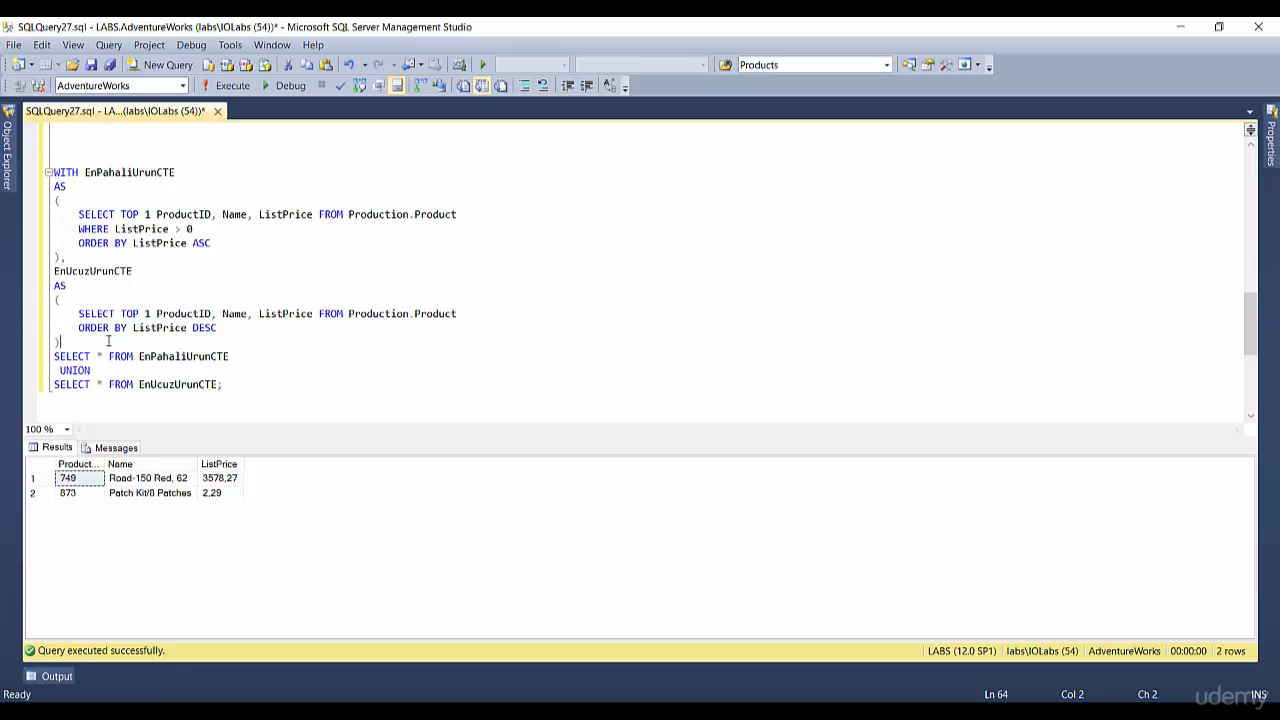 SQLQuery27.sql - LABS.AdventureWorks (labs\IOLabs (54))* - Microsoft SQL Server Management Studio
File Edit View Query Project Debug Tools Window Help
New Query Products
AdventureWorks Execute Debug
SQLQuery27.sql - LA...(labs\IOLabs (54))*
Object Explorer
Properties
WITH EnPahaliUrunCTE
AS
(
SELECT TOP 1 ProductID, Name, ListPrice FROM Production.Product
WHERE ListPrice > 0
ORDER BY ListPrice ASC
),
EnUcuzUrunCTE
AS
(
SELECT TOP 1 ProductID, Name, ListPrice FROM Production.Product
ORDER BY ListPrice DESC
)
SELECT * FROM EnPahaliUrunCTE
UNION
SELECT * FROM EnUcuzUrunCTE;
100 %
Results Messages
Product... Name ListPrice
1 749 Road-150 Red, 62 3578,27
2 873 Patch Kit/8 Patches 2,29
Query executed successfully. LABS (12.0 SP1) labs\IOLabs (54) AdventureWorks 00:00:00 2 rows
Output
Ready Ln 64 Col 2 Ch 2 INS
udemy